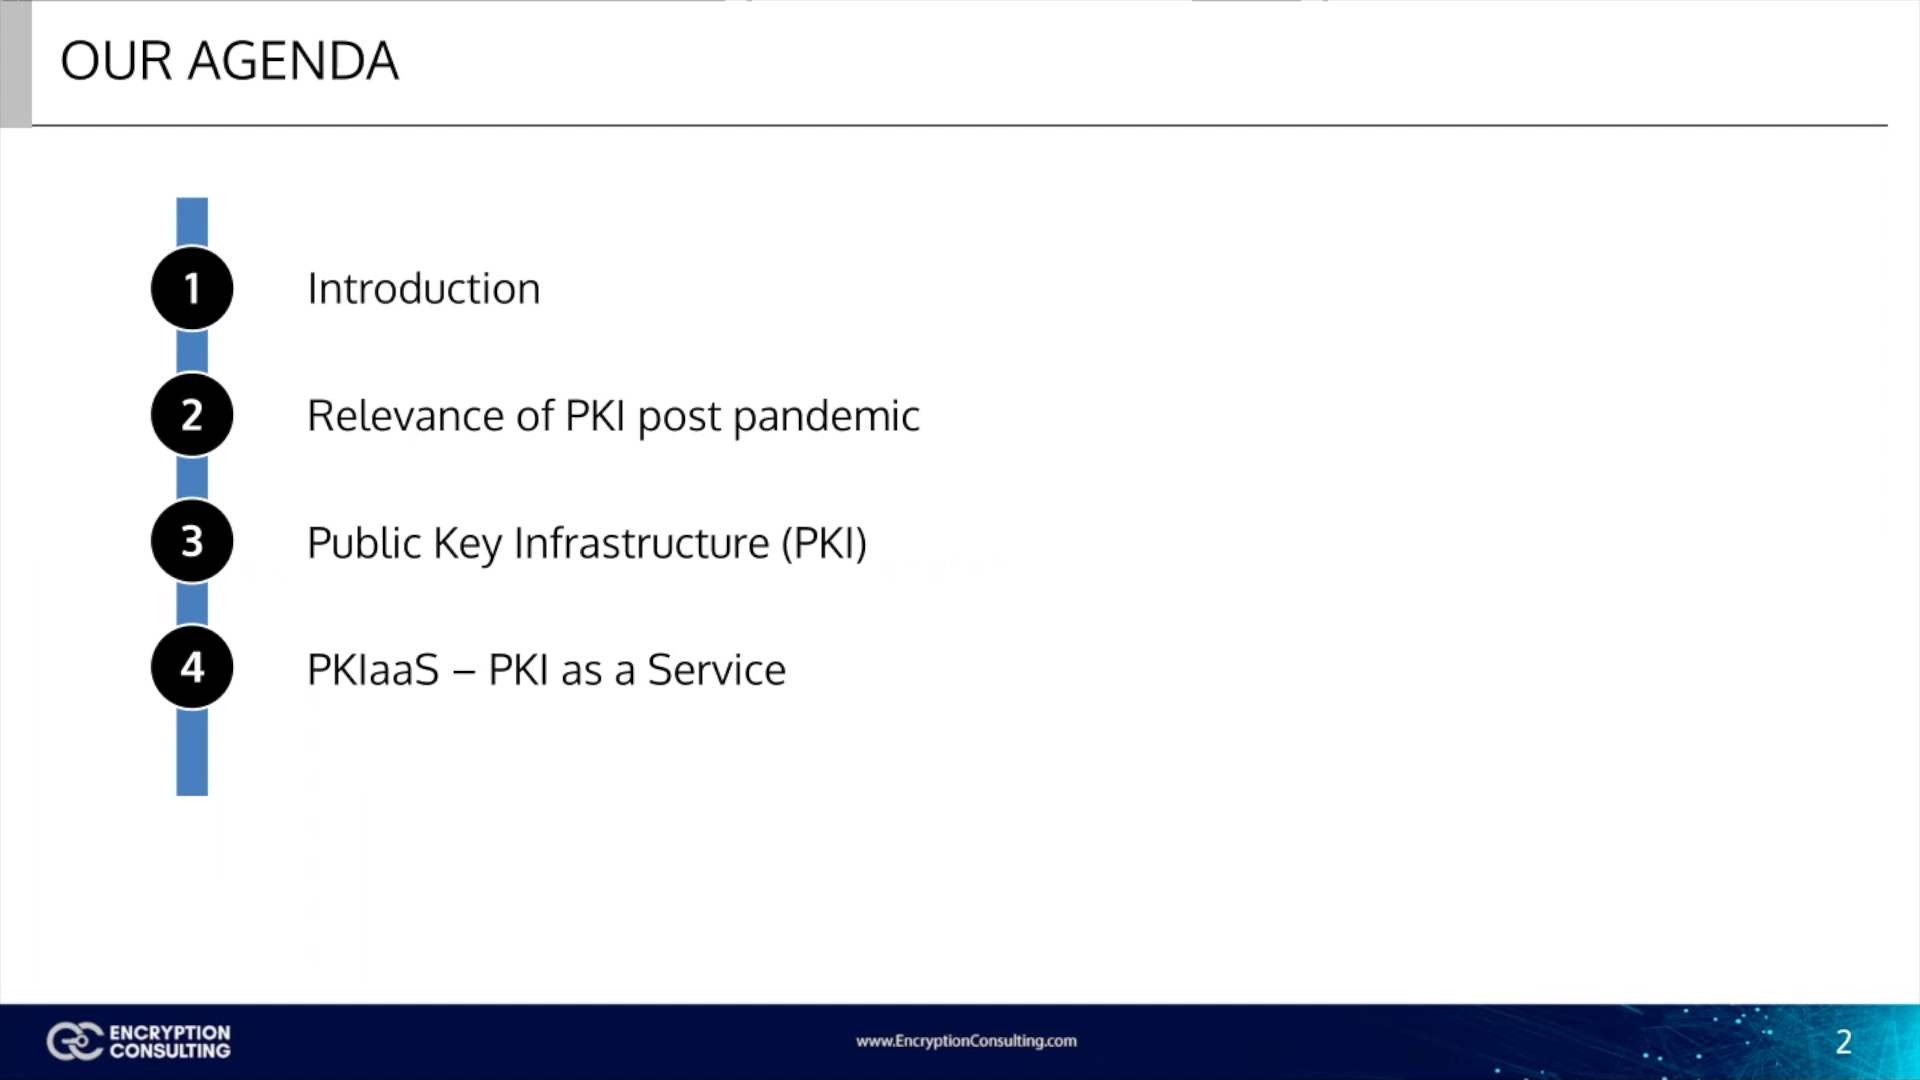 OUR AGENDA
1 Introduction
2 Relevance of PKI post pandemic
3 Public Key Infrastructure (PKI)
4 PKIaaS – PKI as a Service
ENCRYPTION
CONSULTING
www.EncryptionConsulting.com
2